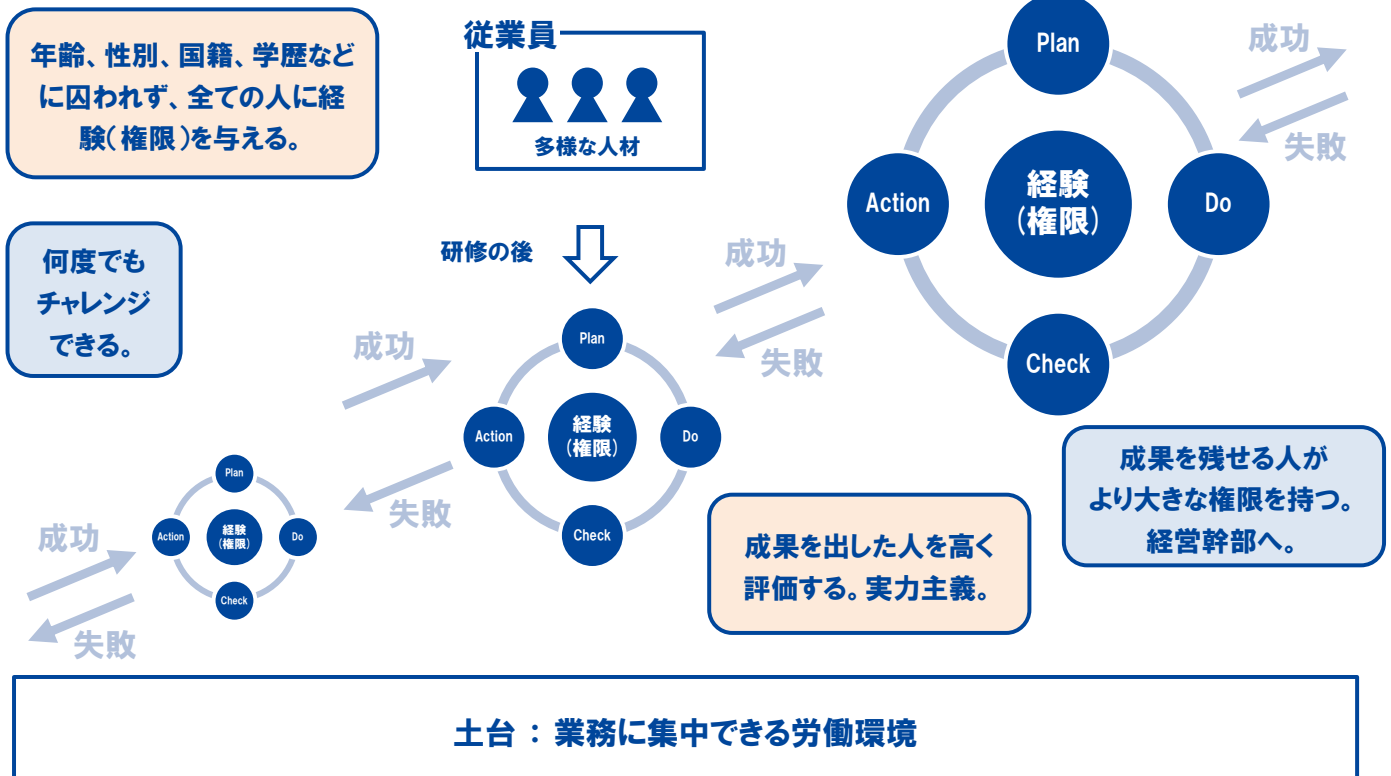 年齢、性別、国籍、学歴など
に囚われず、全ての人に経
験(権限)を与える。
従業員
多様な人材
何度でも
チャレンジ
できる。
研修の後
Plan
Do
Check
Action
経験
(権限)
成功
失敗
成功
失敗
Plan
Do
Check
Action
経験
(権限)
成功
失敗
Plan
Do
Check
Action
経験
(権限)
成功
失敗
成果を出した人を高く
評価する。実力主義。
成果を残せる人が
より大きな権限を持つ。
経営幹部へ。
土台 : 業務に集中できる労働環境